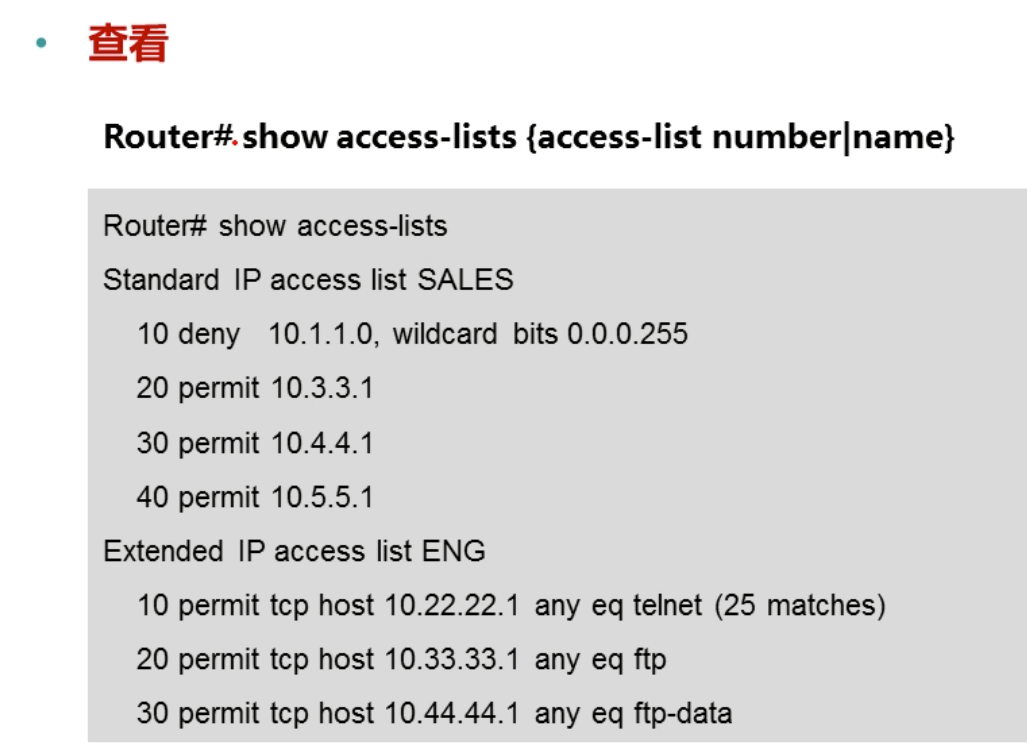 查看
Router# show access-lists {access-list number|name}
Router# show access-lists
Standard IP access list SALES
10 deny 10.1.1.0, wildcard bits 0.0.0.255
20 permit 10.3.3.1
30 permit 10.4.4.1
40 permit 10.5.5.1
Extended IP access list ENG
10 permit tcp host 10.22.22.1 any eq telnet (25 matches)
20 permit tcp host 10.33.33.1 any eq ftp
30 permit tcp host 10.44.44.1 any eq ftp-data